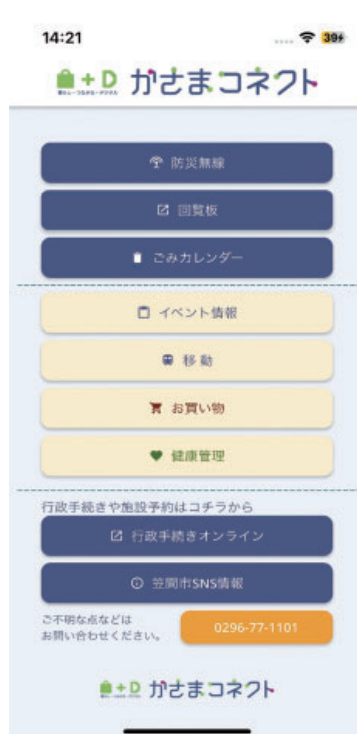 14:21
39
+D かさまコネクト
防災無線
回覧板
ごみカレンダー
イベント情報
移動
お買い物
健康管理
行政手続きや施設予約はコチラから
行政手続きオンライン
笠間市SNS情報
ご不明な点などは
お問い合わせください。
0296-77-1101
+D かさまコネクト